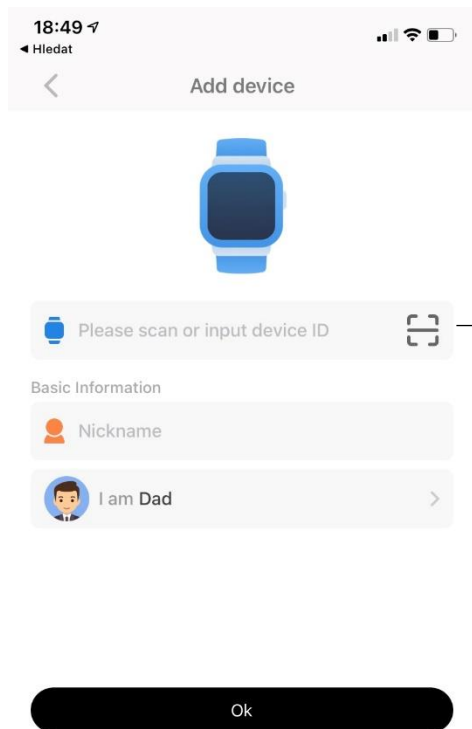 18:49
◀ Hledat
Add device
Please scan or input device ID
Basic Information
Nickname
I am Dad
Ok